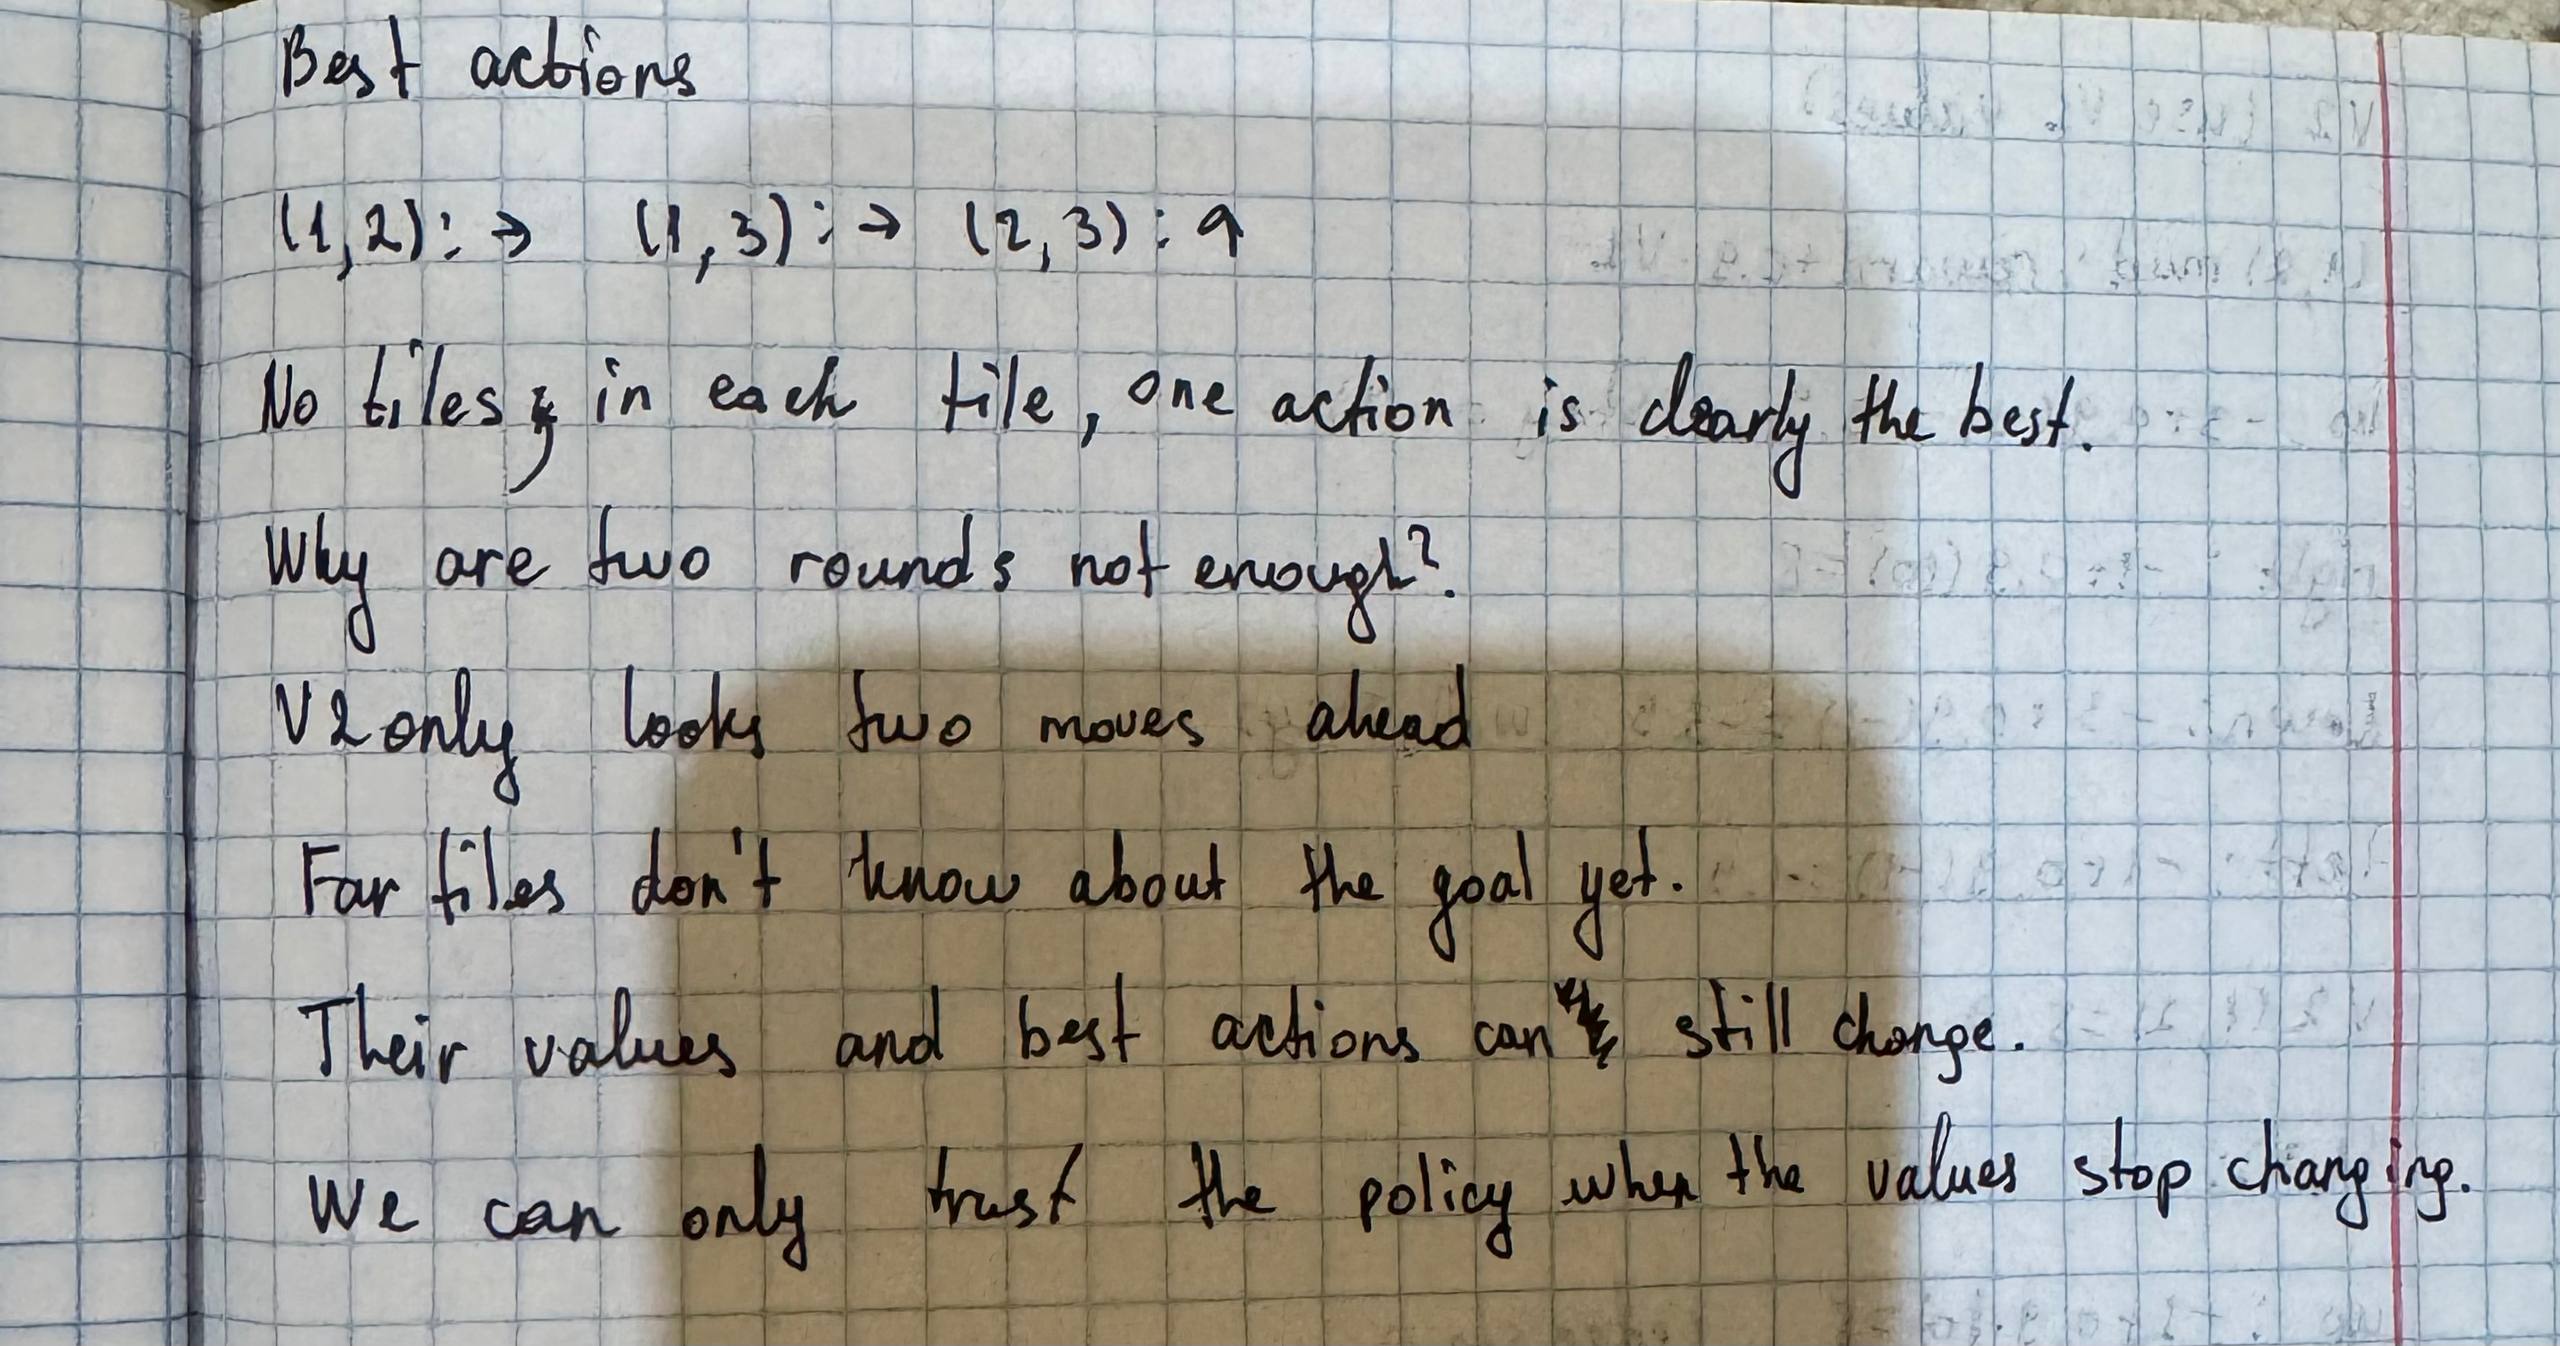 Best actions
(1,2): → (1,3): → (2,3): ↑
No tiles; in each tile, one action is clearly the best.
Why are two rounds not enough?
V2 only looks two moves ahead
Far tiles don't know about the goal yet.
Their values and best actions can still change.
We can only trust the policy when the values stop changing.